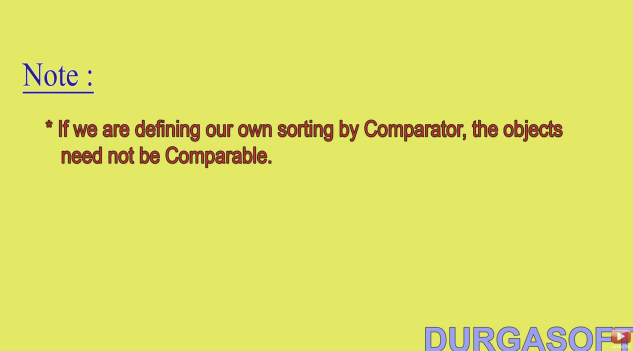 Note :
* If we are defining our own sorting by Comparator, the objects
need not be Comparable.
DURGASOFT